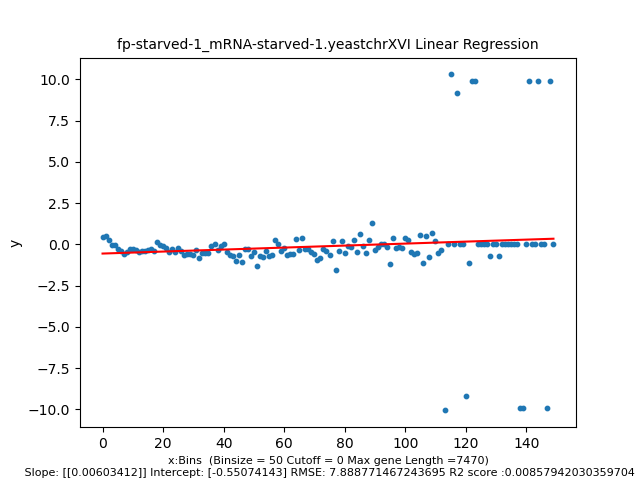 fp-starved-1_mRNA-starved-1.yeastchrXVI Linear Regression
10.0
7.5
5.0
2.5
0.0
−2.5
−5.0
−7.5
−10.0
y
0 20 40 60 80 100 120 140
x:Bins (Binsize = 50 Cutoff = 0 Max gene Length =7470)
Slope: [[0.00603412]] Intercept: [-0.55074143] RMSE: 7.888771467243695 R2 score :0.00857942030359704